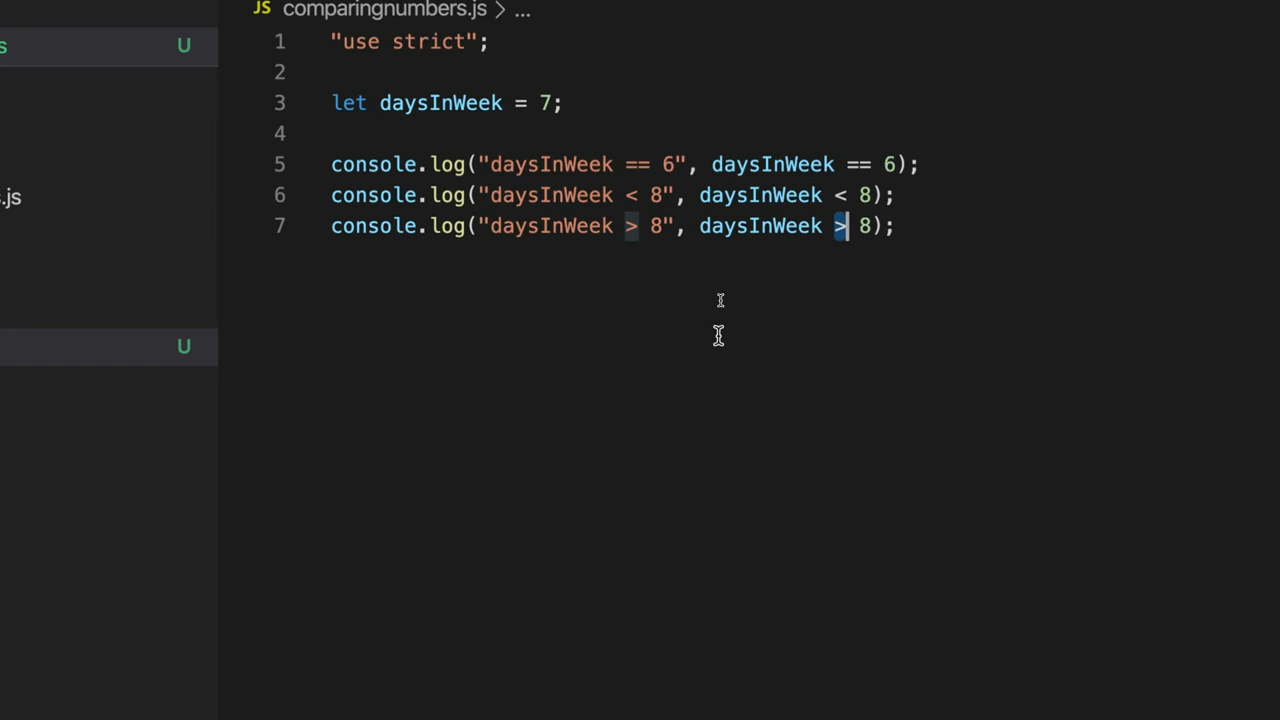 JS comparingnumbers.js > ...
s U
1 "use strict";
2
3 let daysInWeek = 7;
4
5 console.log("daysInWeek == 6", daysInWeek == 6);
.js
6 console.log("daysInWeek < 8", daysInWeek < 8);
7 console.log("daysInWeek > 8", daysInWeek > 8);
U